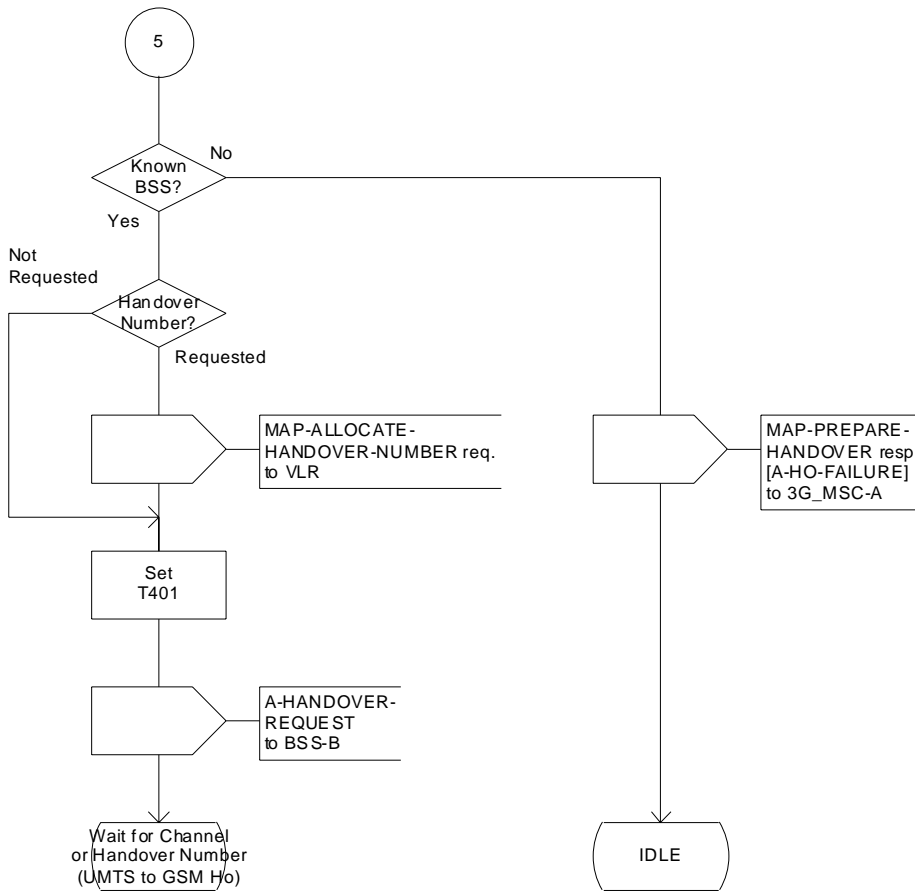 5
Known
BSS?
No
Yes
Not
Requested
Handover
Number?
Requested
MAP-ALLOCATE-
HANDOVER-NUMBER req.
to VLR
MAP-PREPARE-
HANDOVER resp
[A-HO-FAILURE]
to 3G_MSC-A
Set
T401
A-HANDOVER-
REQUEST
to BSS-B
Wait for Channel
or Handover Number
(UMTS to GSM Ho)
IDLE